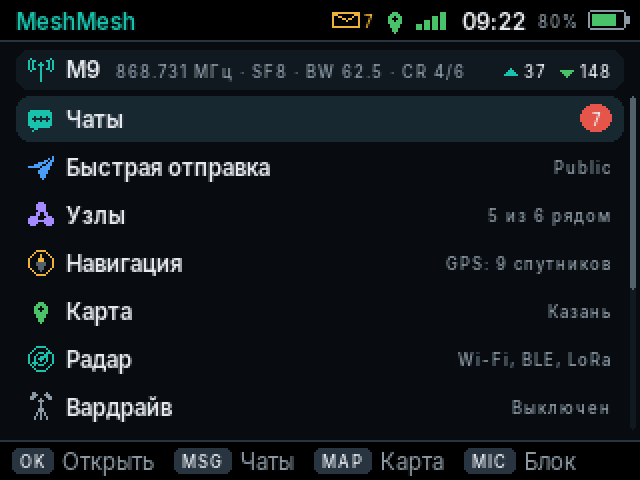 MeshMesh 7 09:22 80%
M9 868.731 МГц · SF8 · BW 62.5 · CR 4/6 37 148
Чаты 7
Быстрая отправка Public
Узлы 5 из 6 рядом
Навигация GPS: 9 спутников
Карта Казань
Радар Wi-Fi, BLE, LoRa
Вардрайв Выключен
OK Открыть MSG Чаты MAP Карта MIC Блок